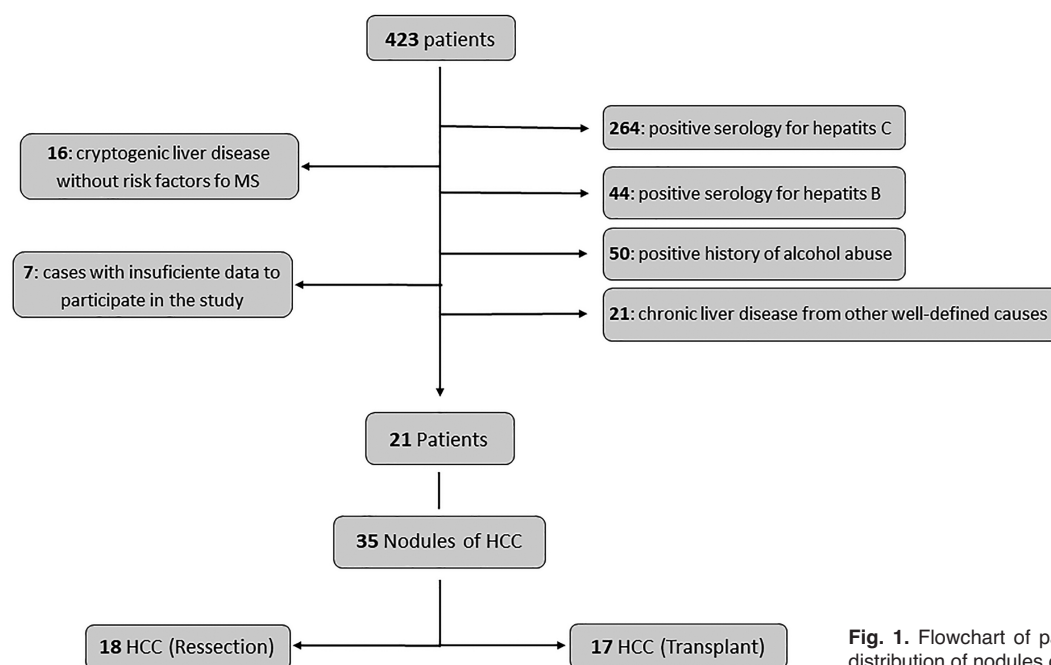 423 patients
264: positive serology for hepatits C
16: cryptogenic liver disease
without risk factors fo MS
44: positive serology for hepatits B
50: positive history of alcohol abuse
7: cases with insuficiente data to
participate in the study
21: chronic liver disease from other well-defined causes
21 Patients
35 Nodules of HCC
18 HCC (Ressection)
17 HCC (Transplant)
Fig. 1. Flowchart of
distribution of nodules